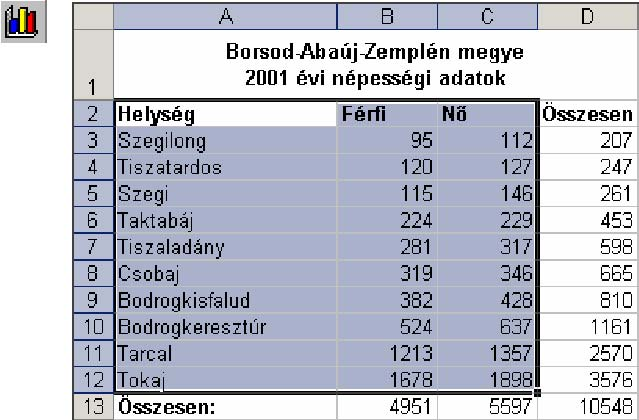 A B C D
1 Borsod-Abaúj-Zemplén megye
2001 évi népességi adatok
2 Helység Férfi Nő Összesen
3 Szegilong 95 112 207
4 Tiszatardos 120 127 247
5 Szegi 115 146 261
6 Taktabáj 224 229 453
7 Tiszaladány 281 317 598
8 Csobaj 319 346 665
9 Bodrogkisfalud 382 428 810
10 Bodrogkeresztúr 524 637 1161
11 Tarcal 1213 1357 2570
12 Tokaj 1678 1898 3576
13 Összesen: 4951 5597 10548